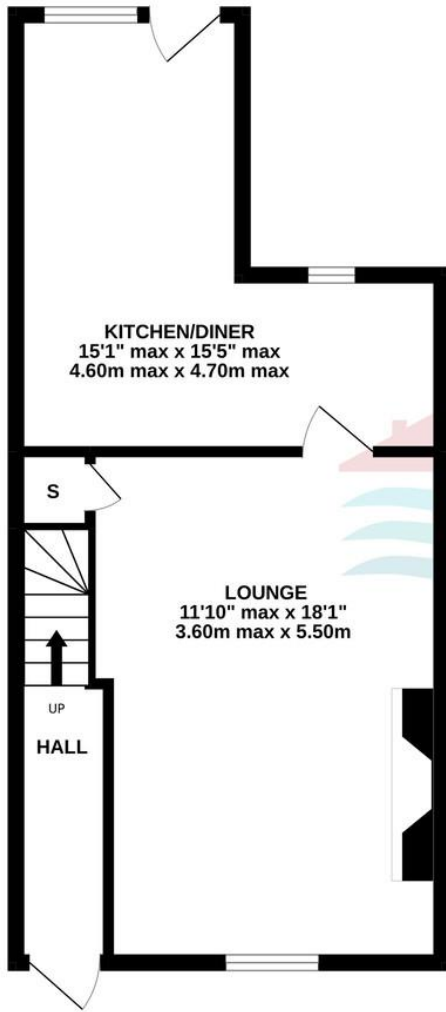 KITCHEN/DINER
15'1" max x 15'5" max
4.60m max x 4.70m max
S
LOUNGE
11'10" max x 18'1"
3.60m max x 5.50m
UP
HALL